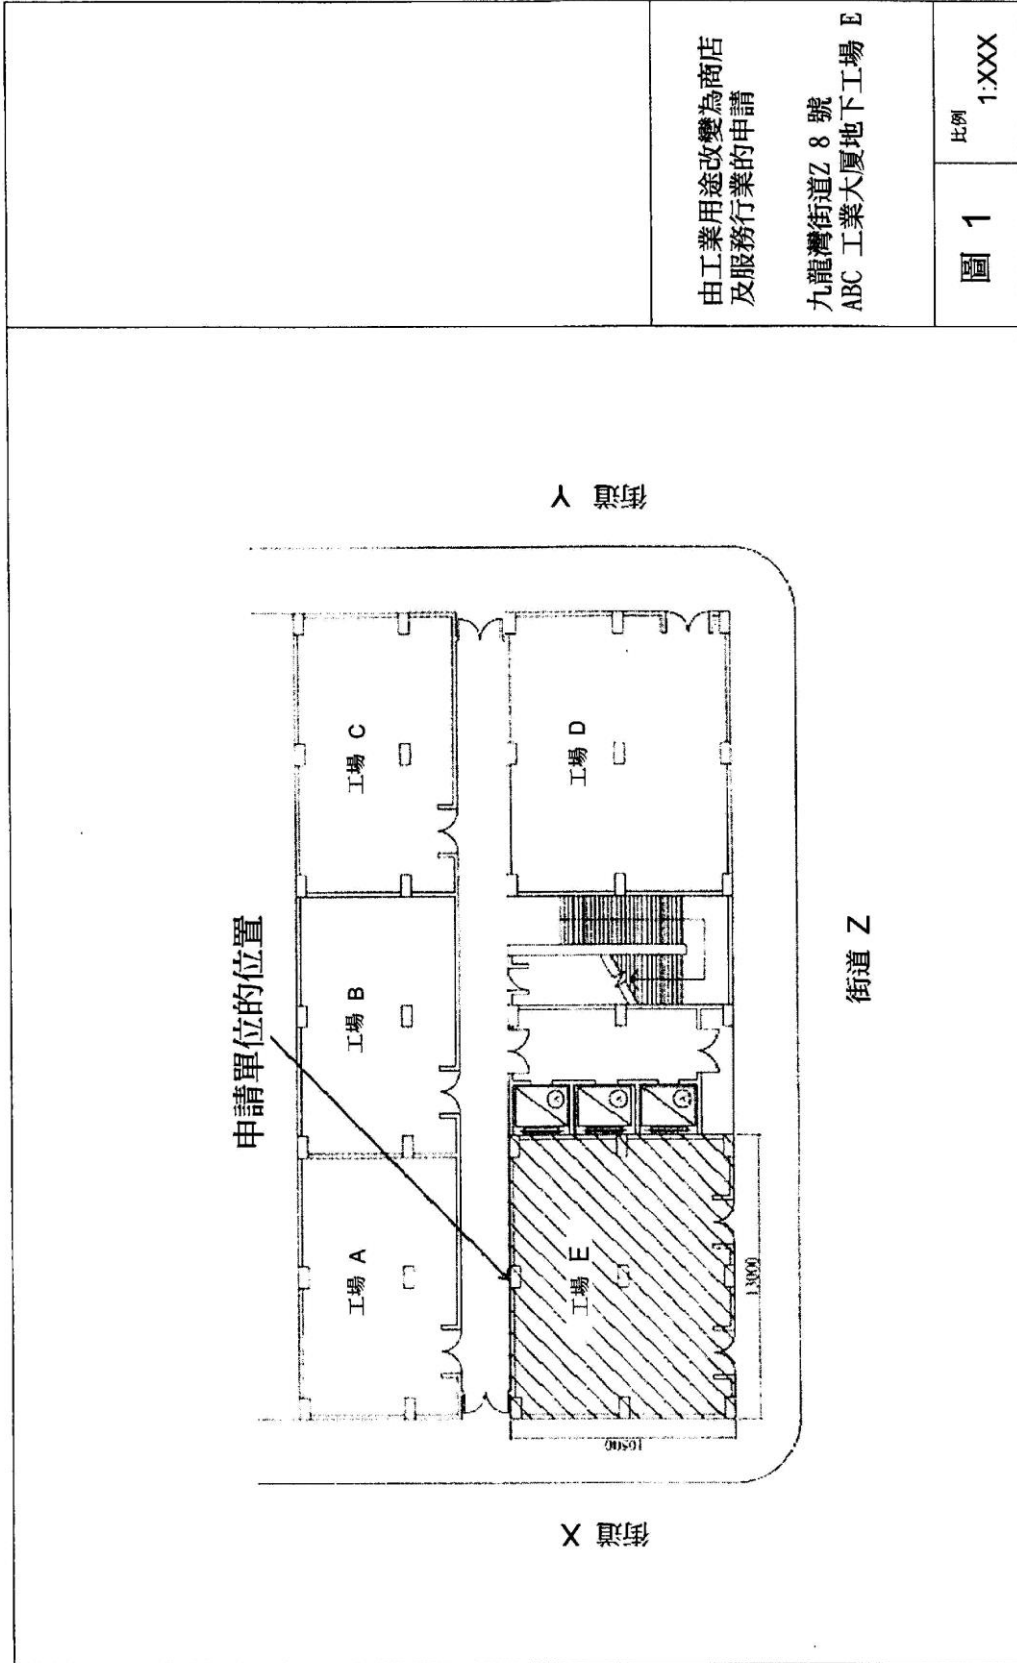 申請單位的位置
工場 A
工場 B
工場 C
工場 E
工場 D
10500
13000
街道 X
街道 Y
街道 Z
由工業用途改變為商店
及服務行業的申請
九龍灣街道Z 8 號
ABC 工業大廈地下工場 E
圖 1
比例
1:XXX